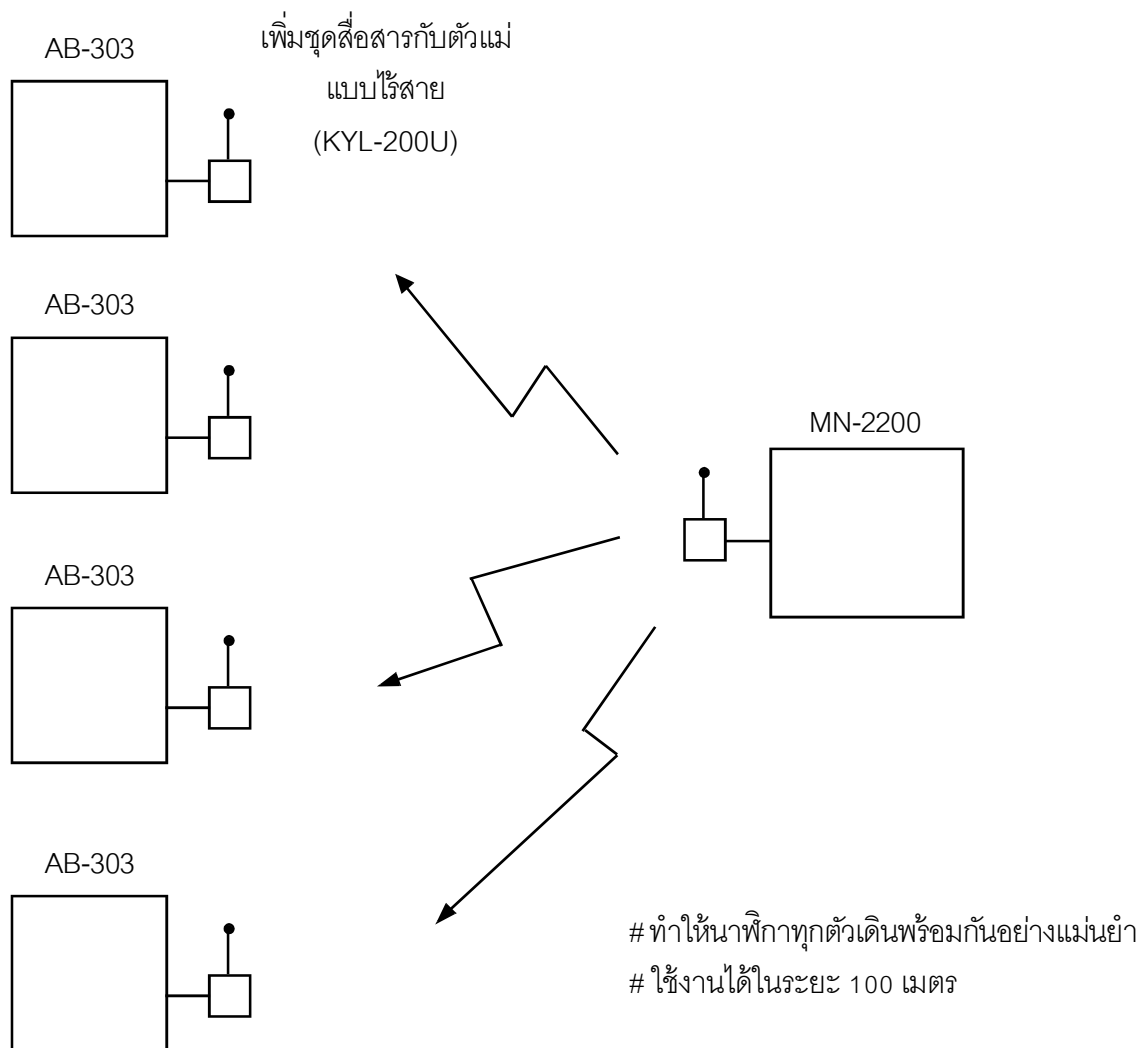 AB-303
เพิ่มชุดสื่อสารกับตัวแม่
แบบไร้สาย
(KYL-200U)
AB-303
MN-2200
AB-303
AB-303
# ทำให้นาฬิกาทุกตัวเดินพร้อมกันอย่างแม่นยำ
# ใช้งานได้ในระยะ 100 เมตร